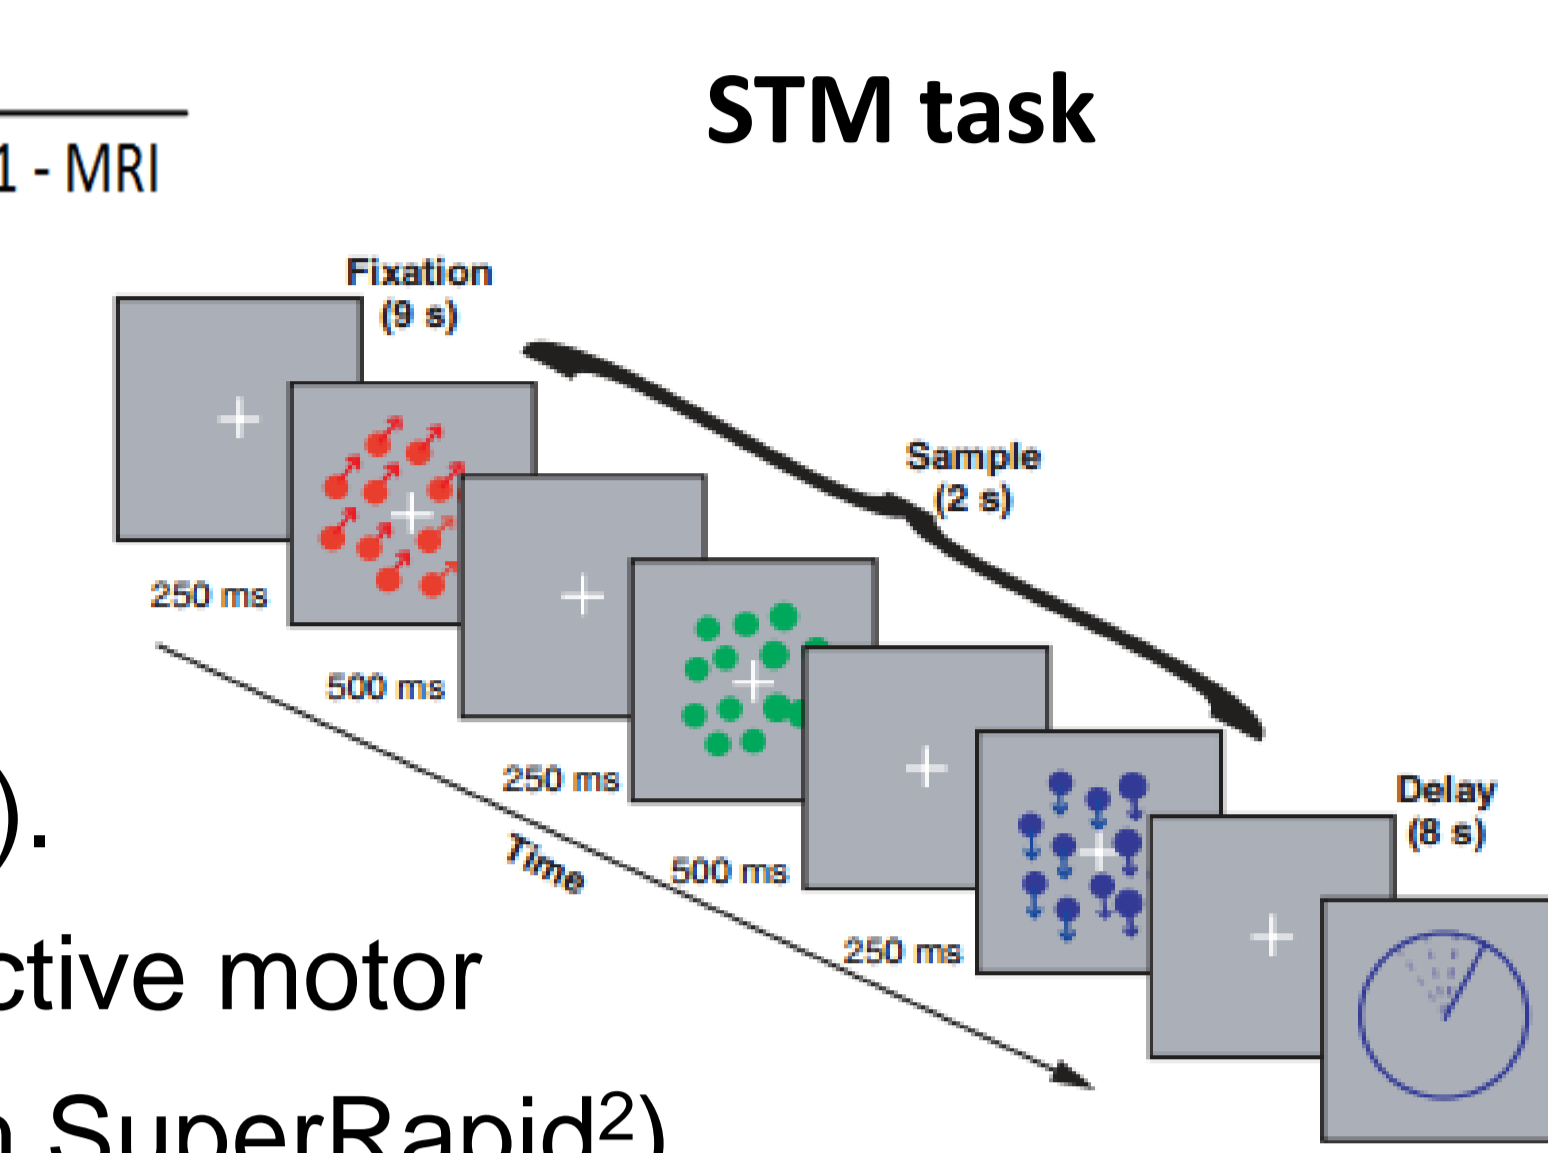 STM task
1 - MRI
Fixation
(9 s)
Sample
(2 s)
250 ms
500 ms
250 ms
Time
500 ms
250 ms
Delay
(8 s)
).
ctive motor
SuperRapid²)